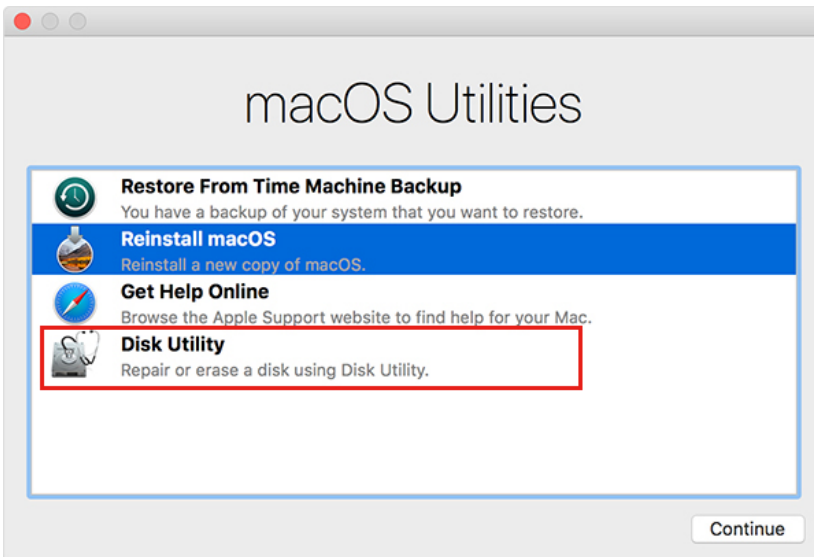 macOS Utilities
Restore From Time Machine Backup
You have a backup of your system that you want to restore.
Reinstall macOS
Reinstall a new copy of macOS.
Get Help Online
Browse the Apple Support website to find help for your Mac.
Disk Utility
Repair or erase a disk using Disk Utility.
Continue